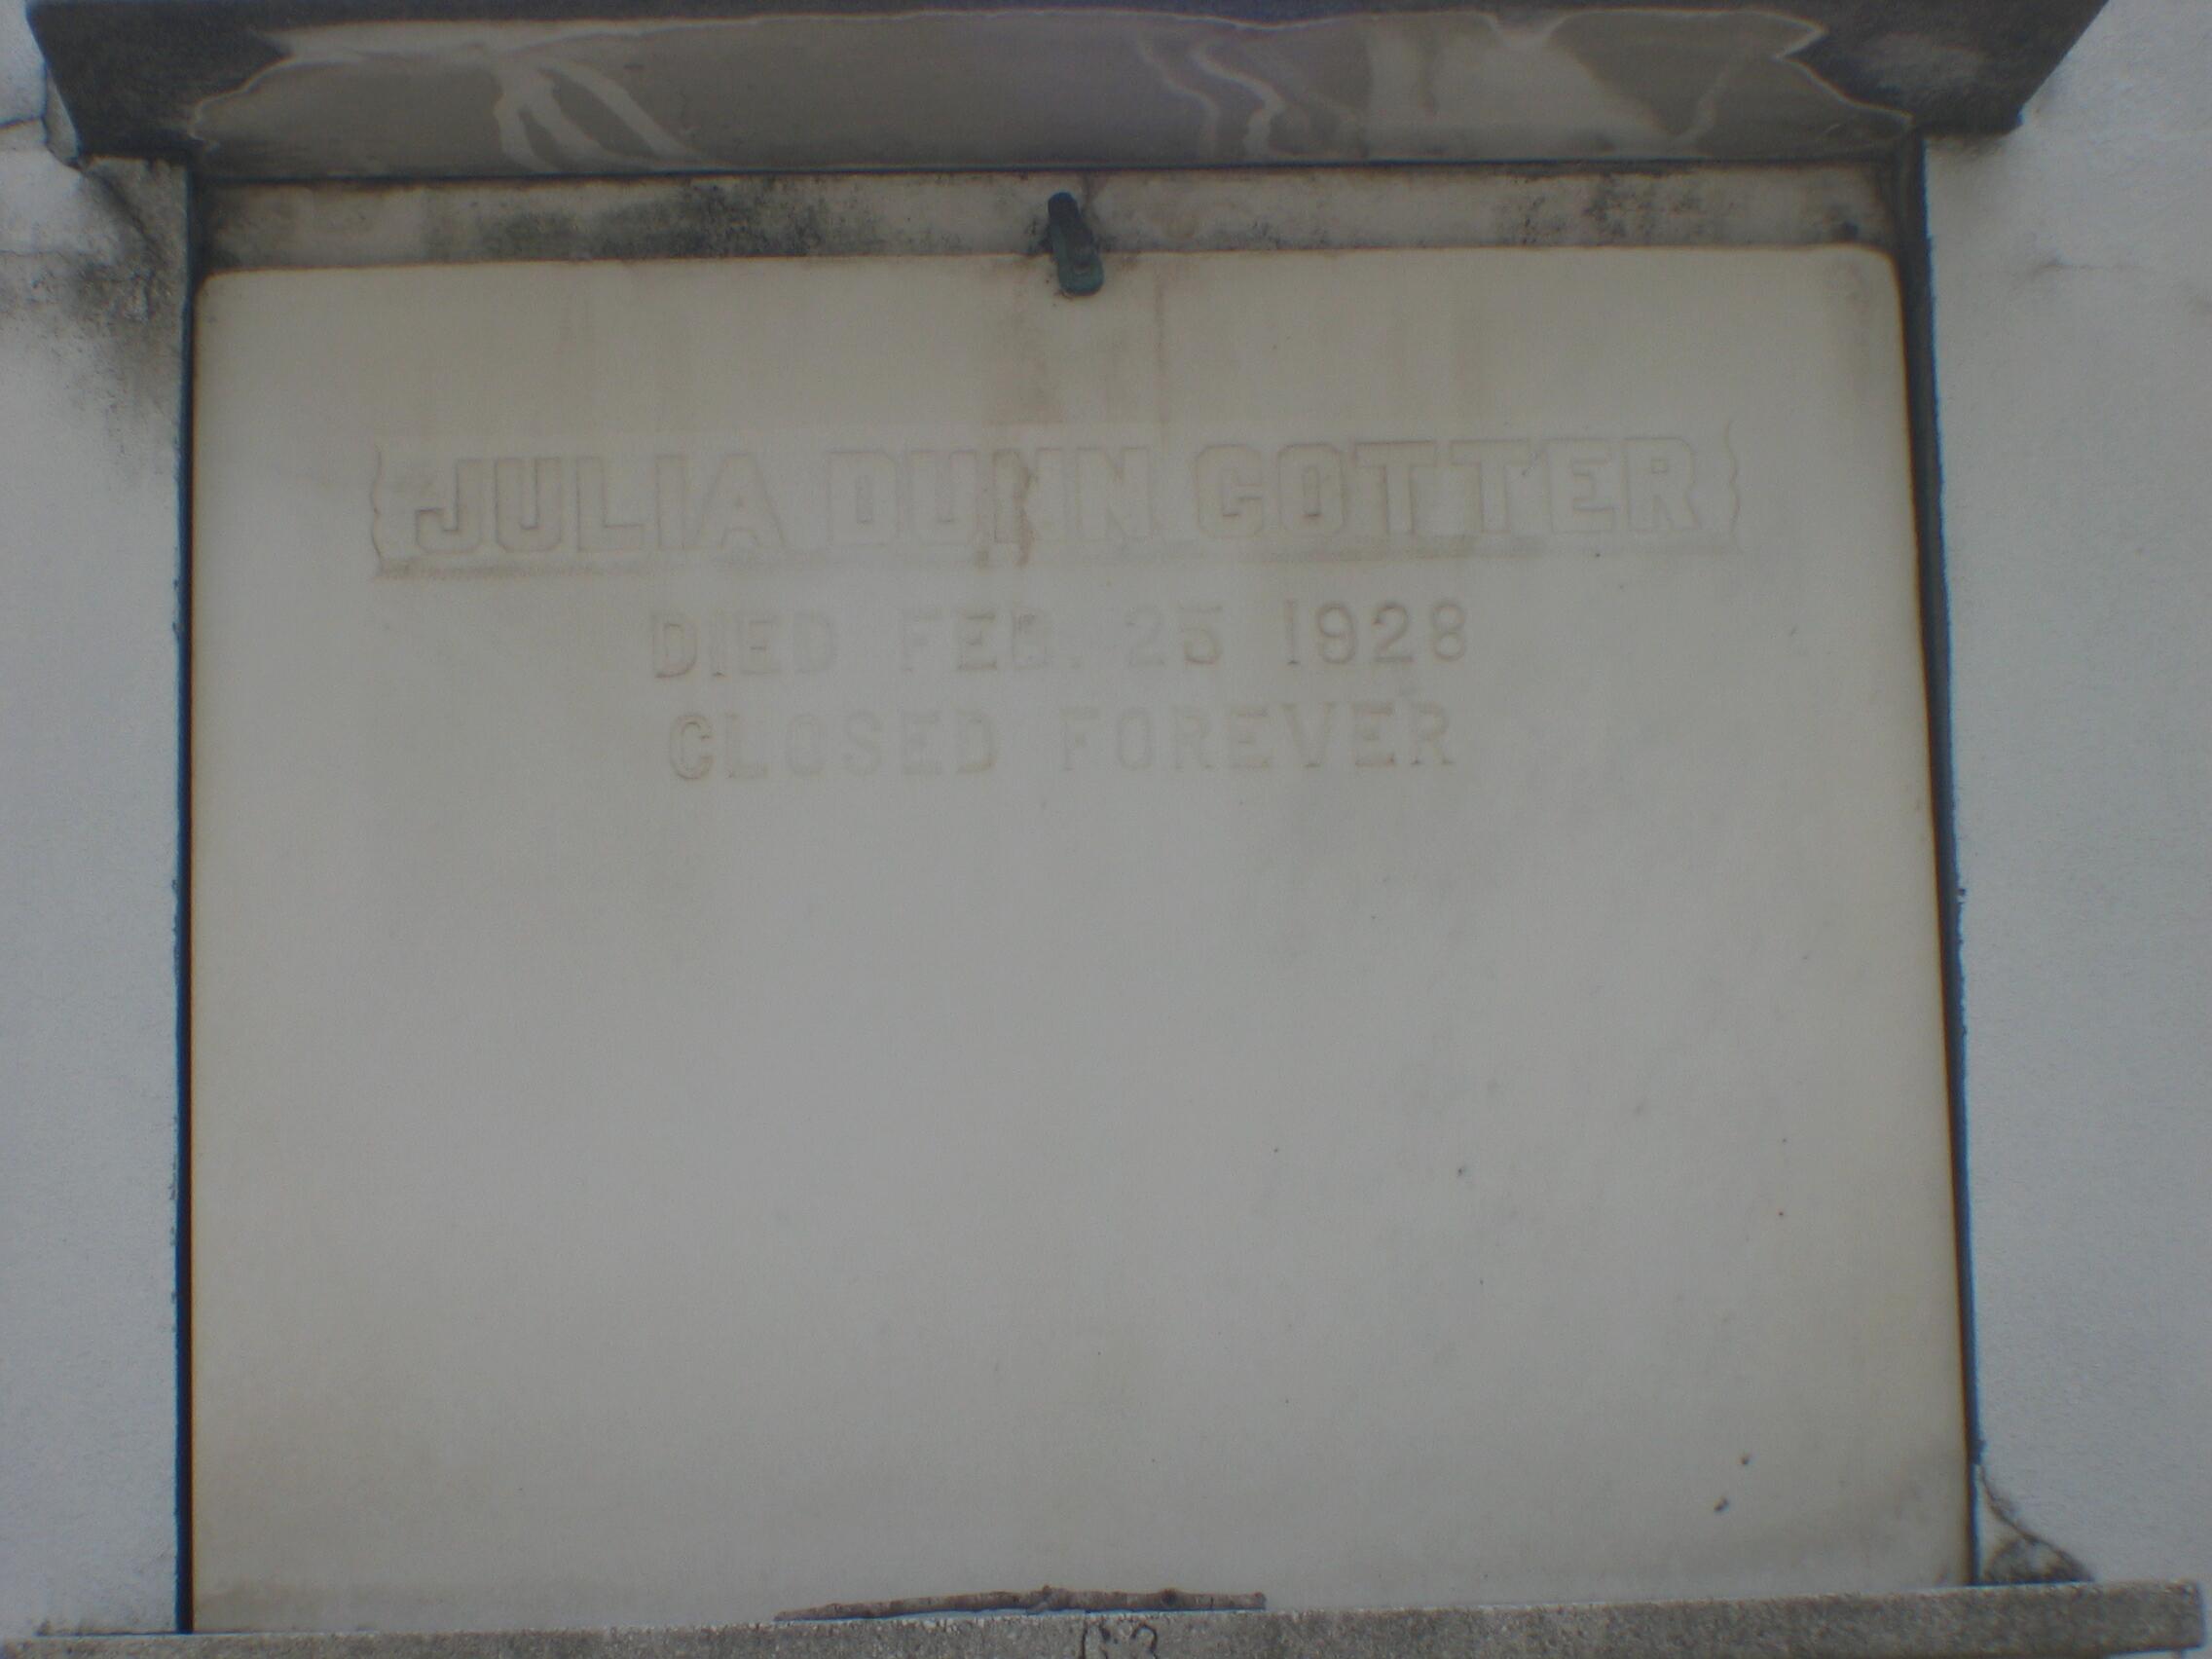 JULIA DUNN COTTER
DIED FEB. 25 1928
CLOSED FOREVER